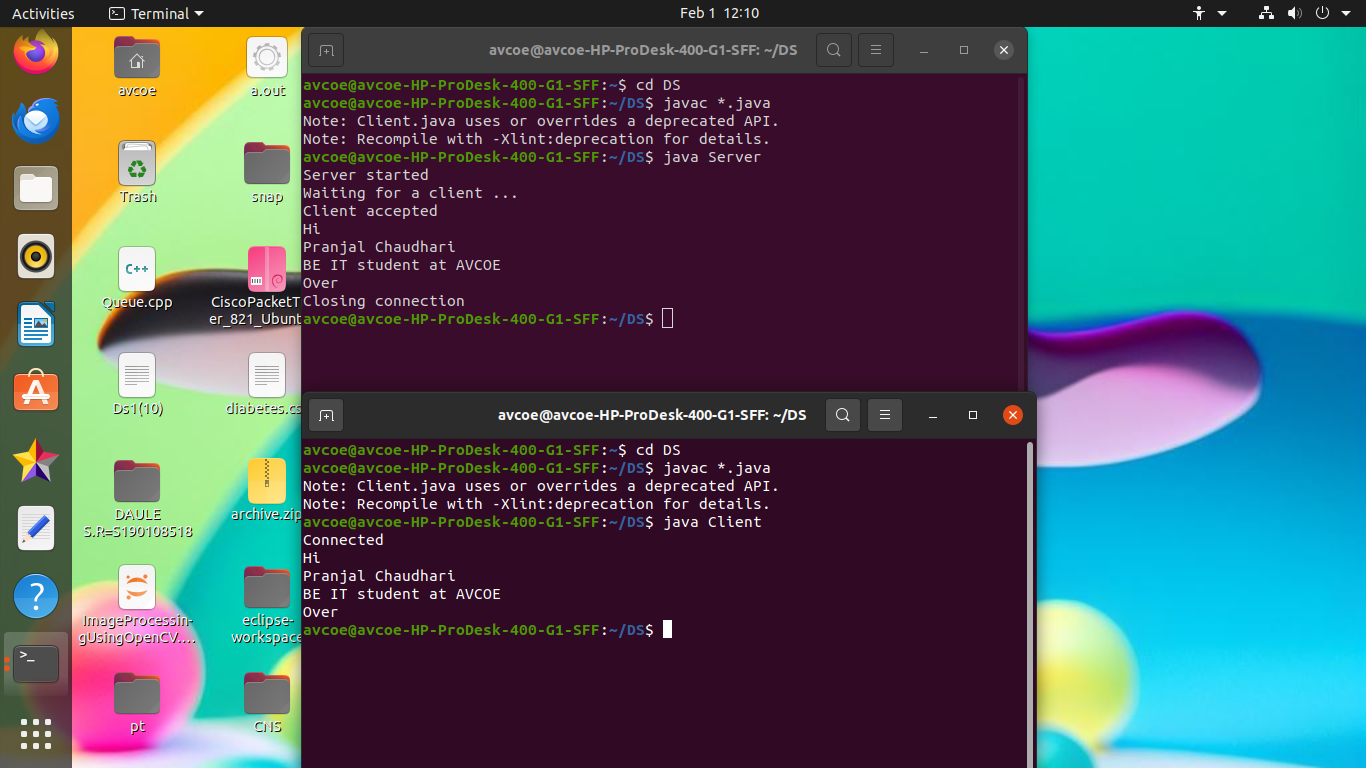 Activities
Terminal
Feb 1 12:10
avcoe
a.out
Trash
snap
Queue.cpp
CiscoPacketT
er_821_Ubunt
Ds1(10)
diabetes.cs
DAULE
S.R=S190108518
archive.zip
ImageProcessin-
gUsingOpenCV....
eclipse-
workspace
pt
CNS
avcoe@avcoe-HP-ProDesk-400-G1-SFF: ~/DS
avcoe@avcoe-HP-ProDesk-400-G1-SFF:~$ cd DS
avcoe@avcoe-HP-ProDesk-400-G1-SFF:~/DS$ javac *.java
Note: Client.java uses or overrides a deprecated API.
Note: Recompile with -Xlint:deprecation for details.
avcoe@avcoe-HP-ProDesk-400-G1-SFF:~/DS$ java Server
Server started
Waiting for a client ...
Client accepted
Hi
Pranjal Chaudhari
BE IT student at AVCOE
Over
Closing connection
avcoe@avcoe-HP-ProDesk-400-G1-SFF:~/DS$
avcoe@avcoe-HP-ProDesk-400-G1-SFF: ~/DS
avcoe@avcoe-HP-ProDesk-400-G1-SFF:~$ cd DS
avcoe@avcoe-HP-ProDesk-400-G1-SFF:~/DS$ javac *.java
Note: Client.java uses or overrides a deprecated API.
Note: Recompile with -Xlint:deprecation for details.
avcoe@avcoe-HP-ProDesk-400-G1-SFF:~/DS$ java Client
Connected
Hi
Pranjal Chaudhari
BE IT student at AVCOE
Over
avcoe@avcoe-HP-ProDesk-400-G1-SFF:~/DS$